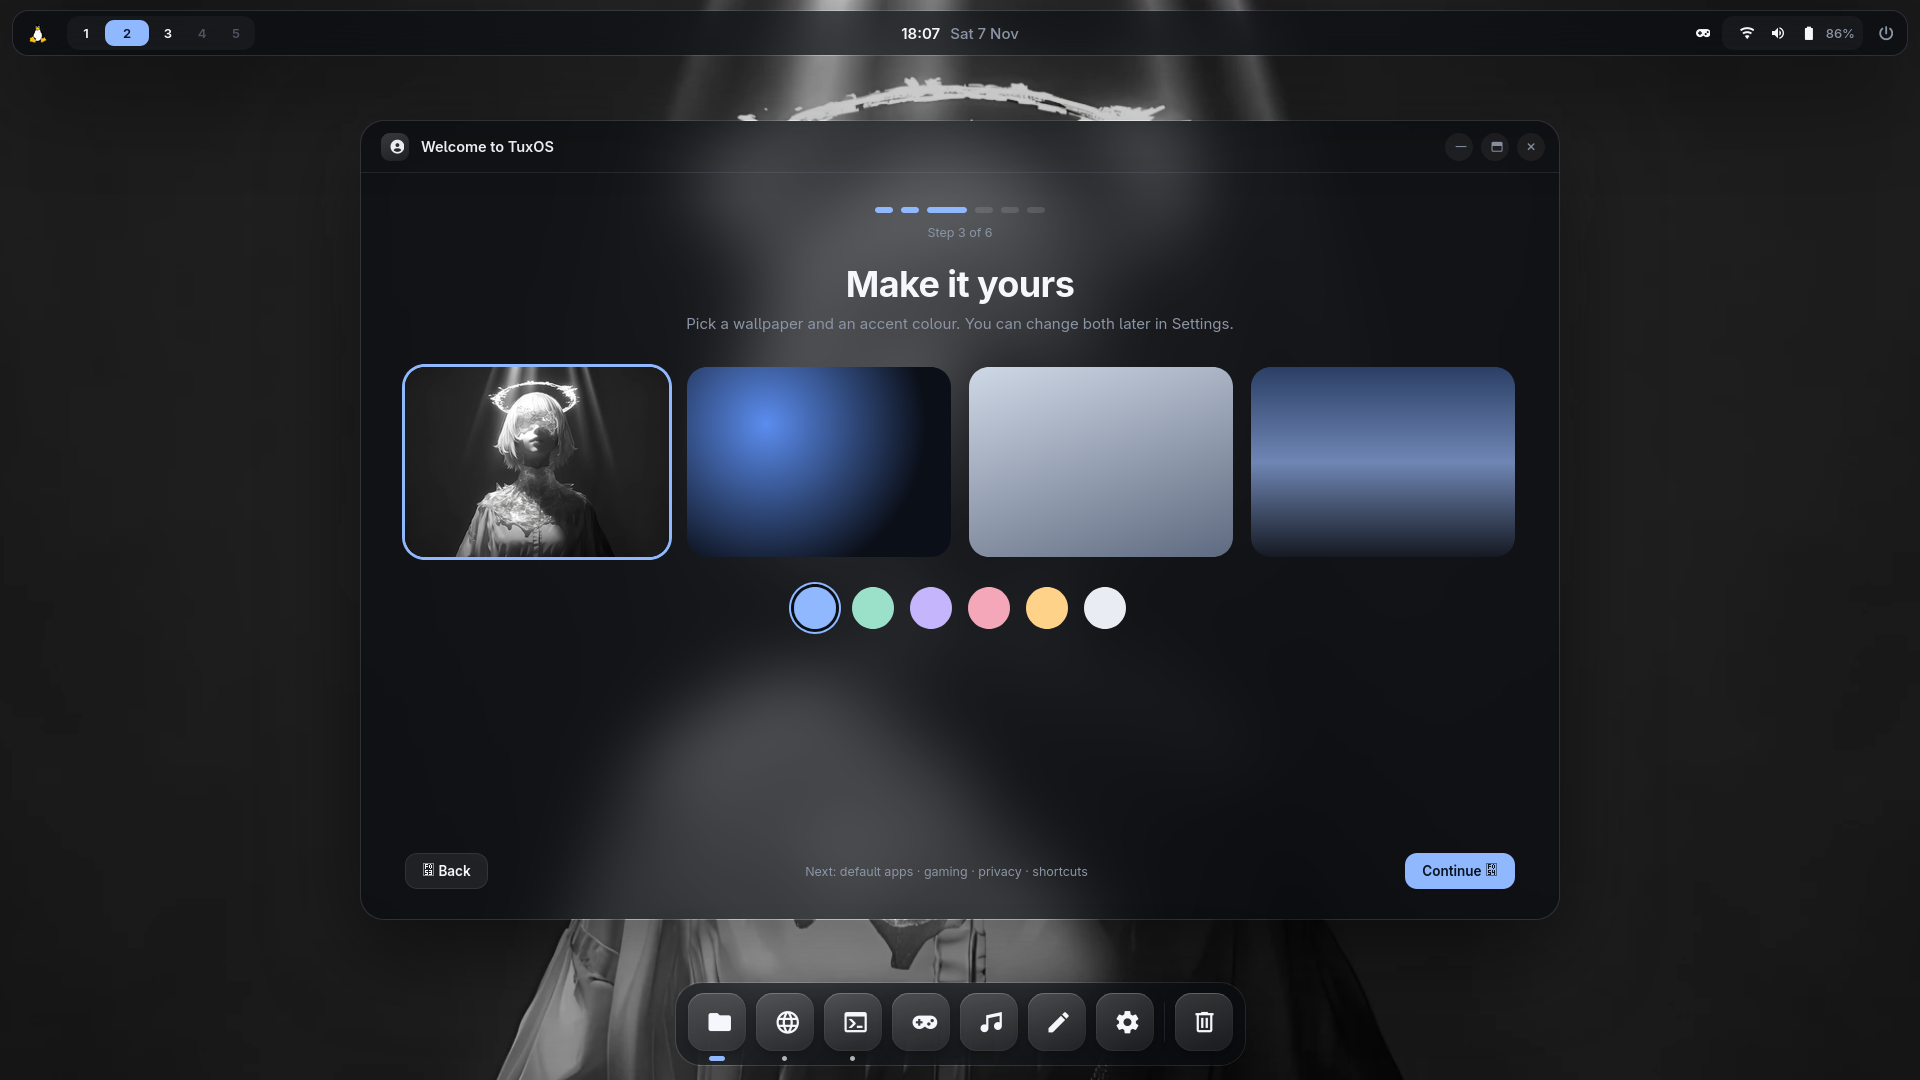 1 2 3 4 5
18:07 Sat 7 Nov
86%
Welcome to TuxOS
Step 3 of 6
Make it yours
Pick a wallpaper and an accent colour. You can change both later in Settings.
Back
Next: default apps · gaming · privacy · shortcuts
Continue